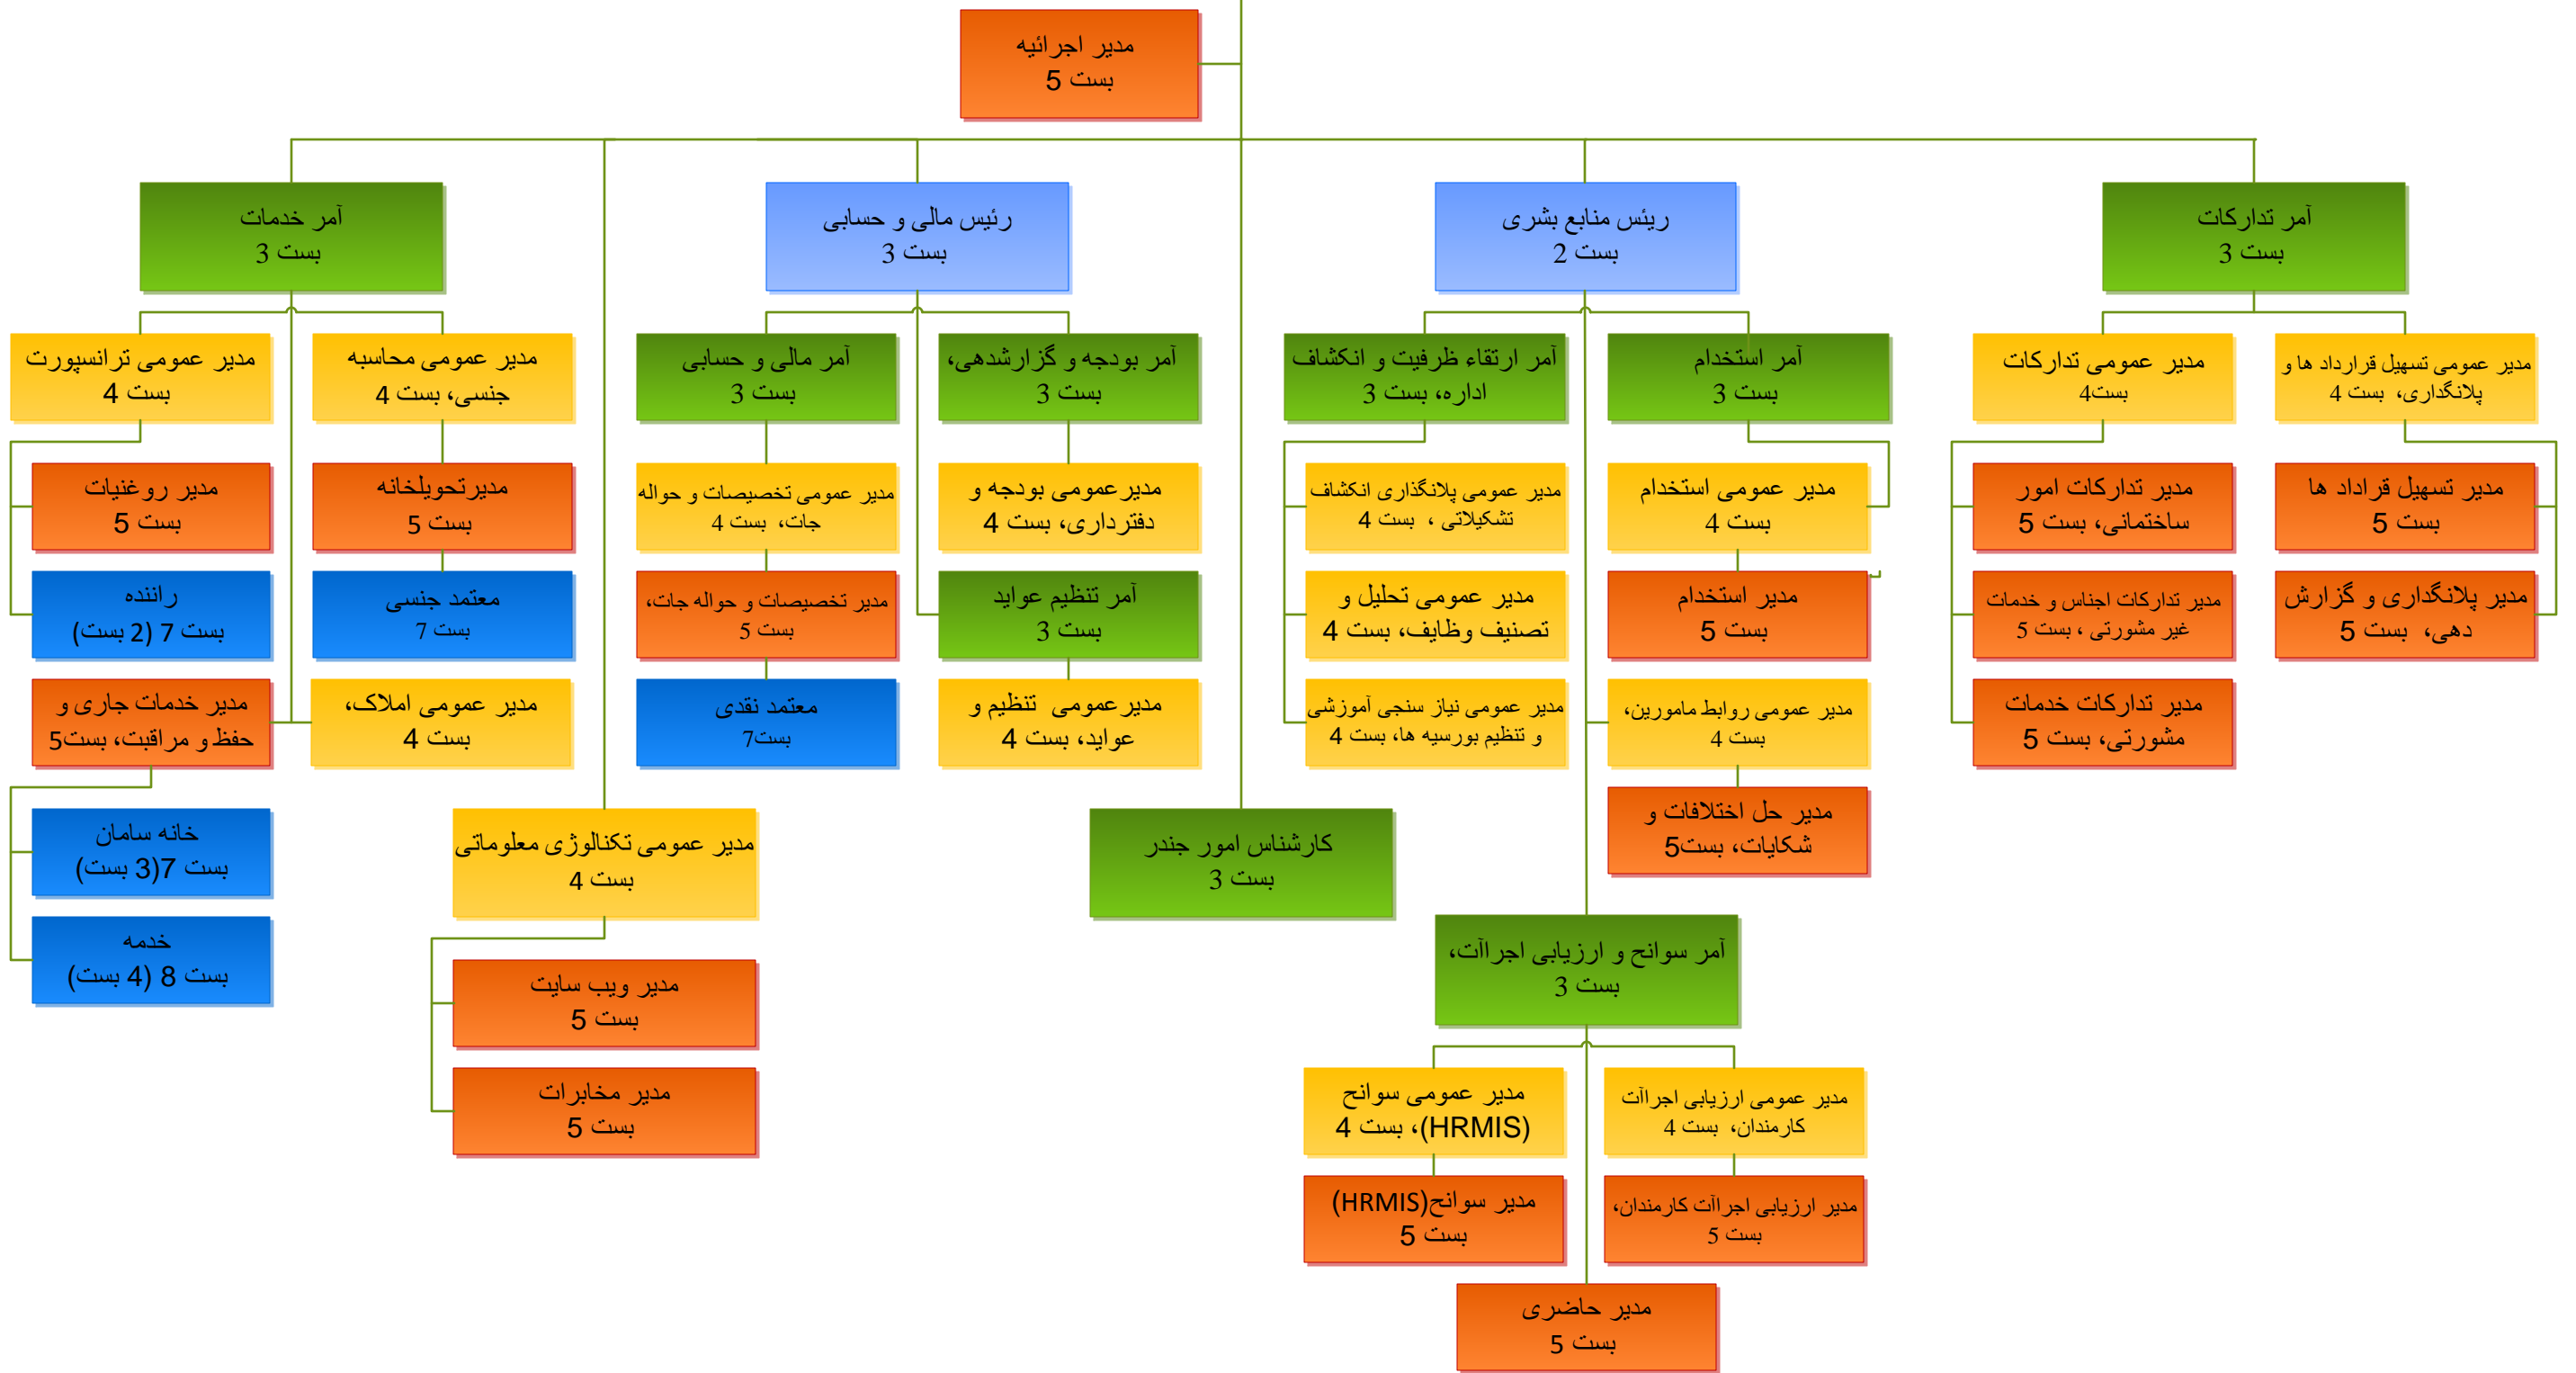 مدیر اجرائیه
بست 5
آمر تدارکات
بست 3
ریئس منابع بشری
بست 2
رئیس مالی و حسابی
بست 3
آمر خدمات
بست 3
مدیر عمومی تسهیل قرارداد ها و
پلانگداری، بست 4
مدیر عمومی تدارکات
بست4
آمر استخدام
بست 3
آمر ارتقاء ظرفیت و انکشاف
اداره، بست 3
آمر بودجه و گزارشدهی،
بست 3
آمر مالی و حسابی
بست 3
مدیر عمومی محاسبه
جنسی، بست 4
مدیر عمومی ترانسپورت
بست 4
مدیر تسهیل قراداد ها
بست 5
مدیر تدارکات امور
ساختمانی، بست 5
مدیر عمومی استخدام
بست 4
مدیر عمومی پلانگذاری انکشاف
تشکیلاتی ، بست 4
مدیرعمومی بودجه و
دفترداری، بست 4
مدیر عمومی تخصیصات و حواله
جات، بست 4
مدیرتحویلخانه
بست 5
مدیر روغنیات
بست 5
مدیر پلانگداری و گزارش
دهی، بست 5
مدیر تدارکات اجناس و خدمات
غیر مشورتی ، بست 5
مدیر استخدام
بست 5
مدیر عمومی تحلیل و
تصنیف وظایف، بست 4
آمر تنظیم عواید
بست 3
مدیر تخصیصات و حواله جات،
بست 5
معتمد جنسی
بست 7
راننده
بست 7 (2 بست)
مدیر تدارکات خدمات
مشورتی، بست 5
مدیر عمومی روابط مامورین،
بست 4
مدیر عمومی نیاز سنجی آموزشی
و تنظیم بورسیه ها، بست 4
مدیرعمومی تنظیم و
عواید، بست 4
معتمد نقدی
بست7
مدیر عمومی املاک،
بست 4
مدیر خدمات جاری و
حفظ و مراقبت، بست5
مدیر حل اختلافات و
شکایات، بست5
کارشناس امور جندر
بست 3
مدیر عمومی تکنالوژی معلوماتی
بست 4
خانه سامان
بست 7(3 بست)
خدمه
بست 8 (4 بست)
آمر سوانح و ارزیابی اجراآت،
بست 3
مدیر ویب سایت
بست 5
مدیر مخابرات
بست 5
مدیر عمومی ارزیابی اجراآت
کارمندان، بست 4
مدیر عمومی سوانح
(HRMIS)، بست 4
مدیر ارزیابی اجراآت کارمندان،
بست 5
مدیر سوانح(HRMIS)
بست 5
مدیر حاضری
بست 5